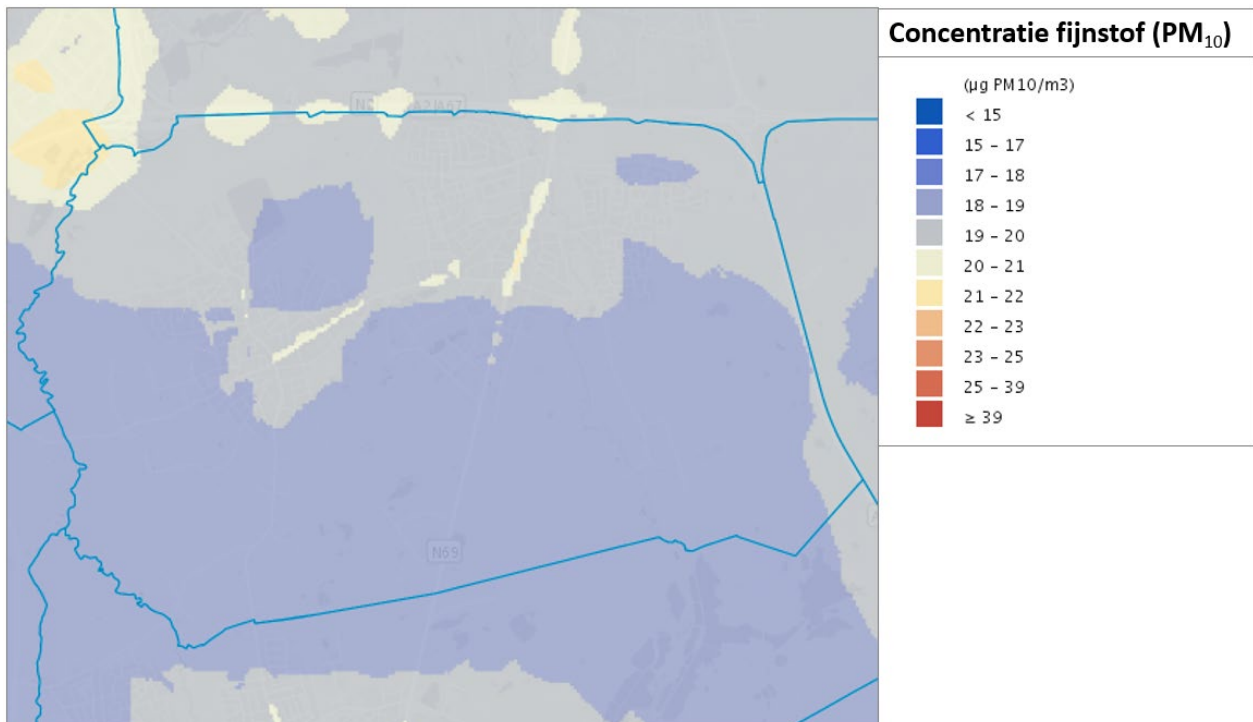 Concentratie fijnstof (PM₁₀)
(µg PM10/m3)
< 15
15 – 17
17 – 18
18 – 19
19 – 20
20 – 21
21 – 22
22 – 23
23 – 25
25 – 39
≥ 39
N69